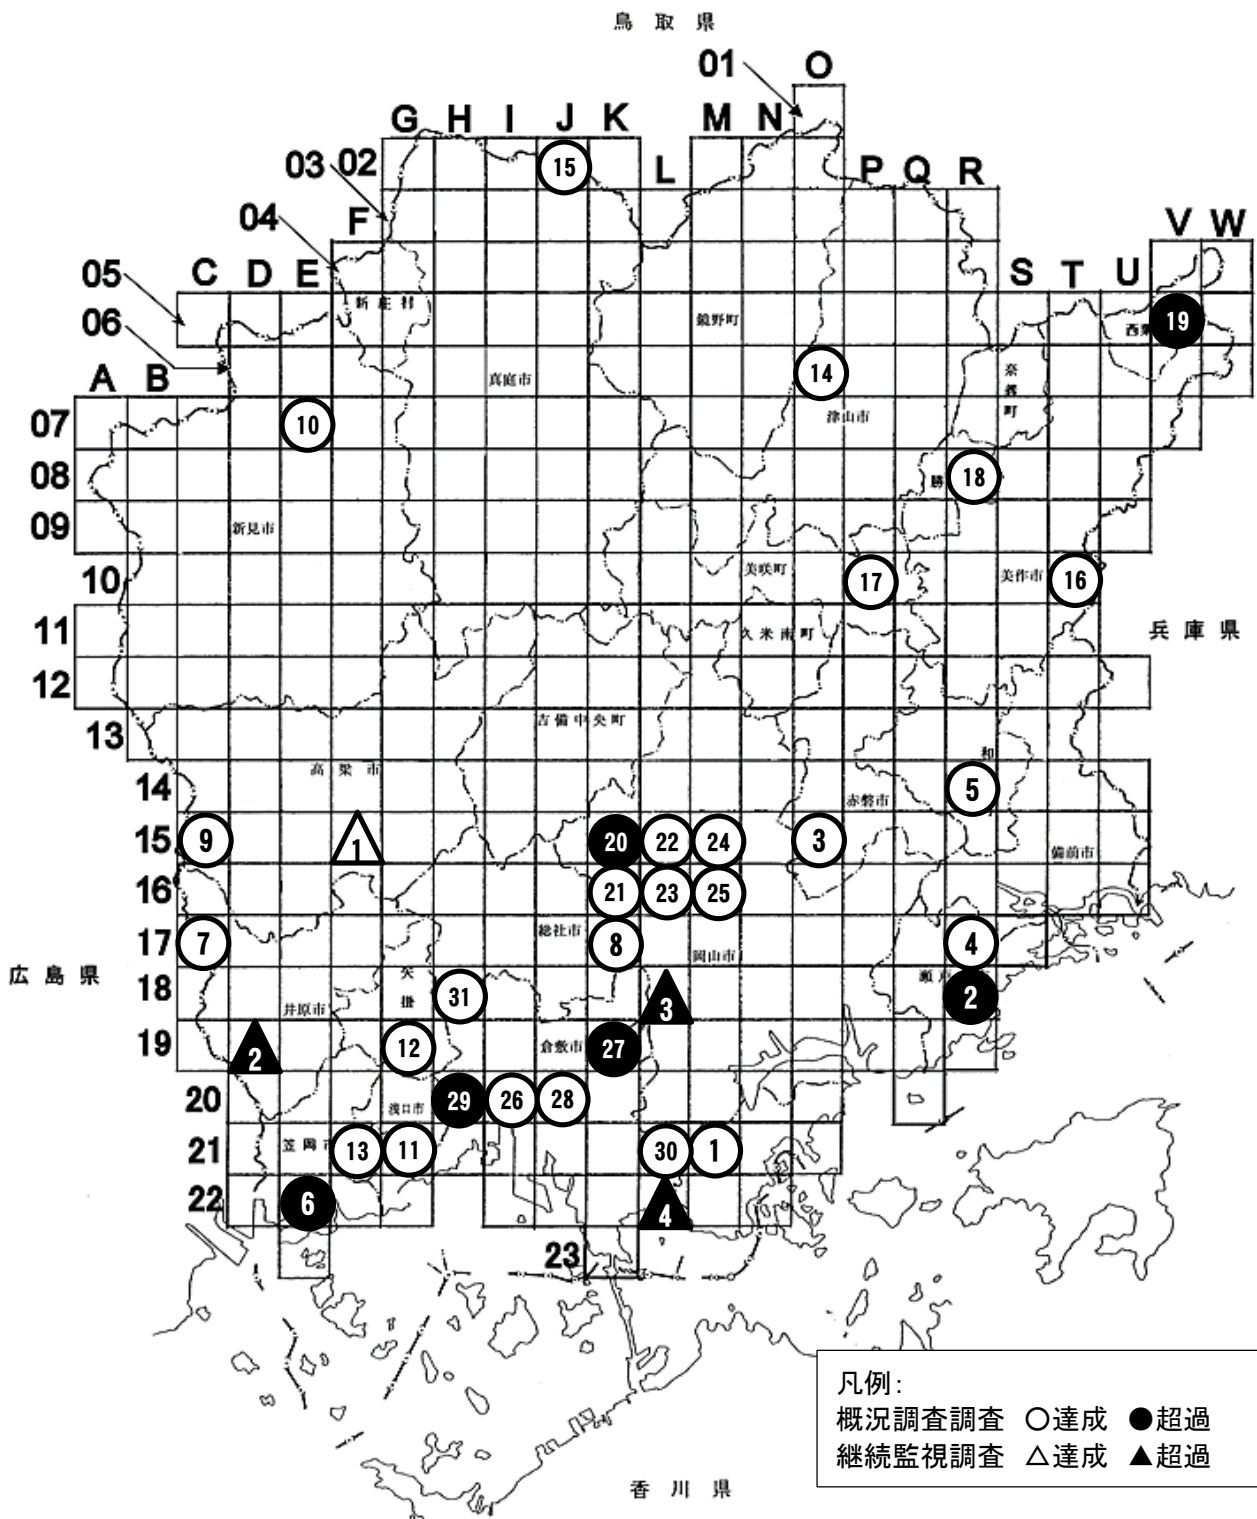 鳥取県
01 O
G H I J K M N
03 02 15 L P Q R
04 F V W
05 C D E 新庄村 S T U
06 鏡野町 西粟 19
A B 真庭市 14 奈義町
07 10 津山市
08 勝 18
09 新見市
10 美咲町 17 美作市 16
11 久米南町 兵庫県
12
13 吉備中央町
高梁市 和
14 赤磐市 5
15 9 1 20 22 24 3 備前市
16 21 23 25
17 7 総社市 8 岡山市 4
広島県 矢掛
18 井原市 31 3 瀬戸 2
19 2 12 倉敷市 27
20 浅口市 29 26 28
21 笠岡市 13 11 30 1
22 6 4
23
凡例：
概況調査調査 ○達成 ●超過
継続監視調査 △達成 ▲超過
香川県